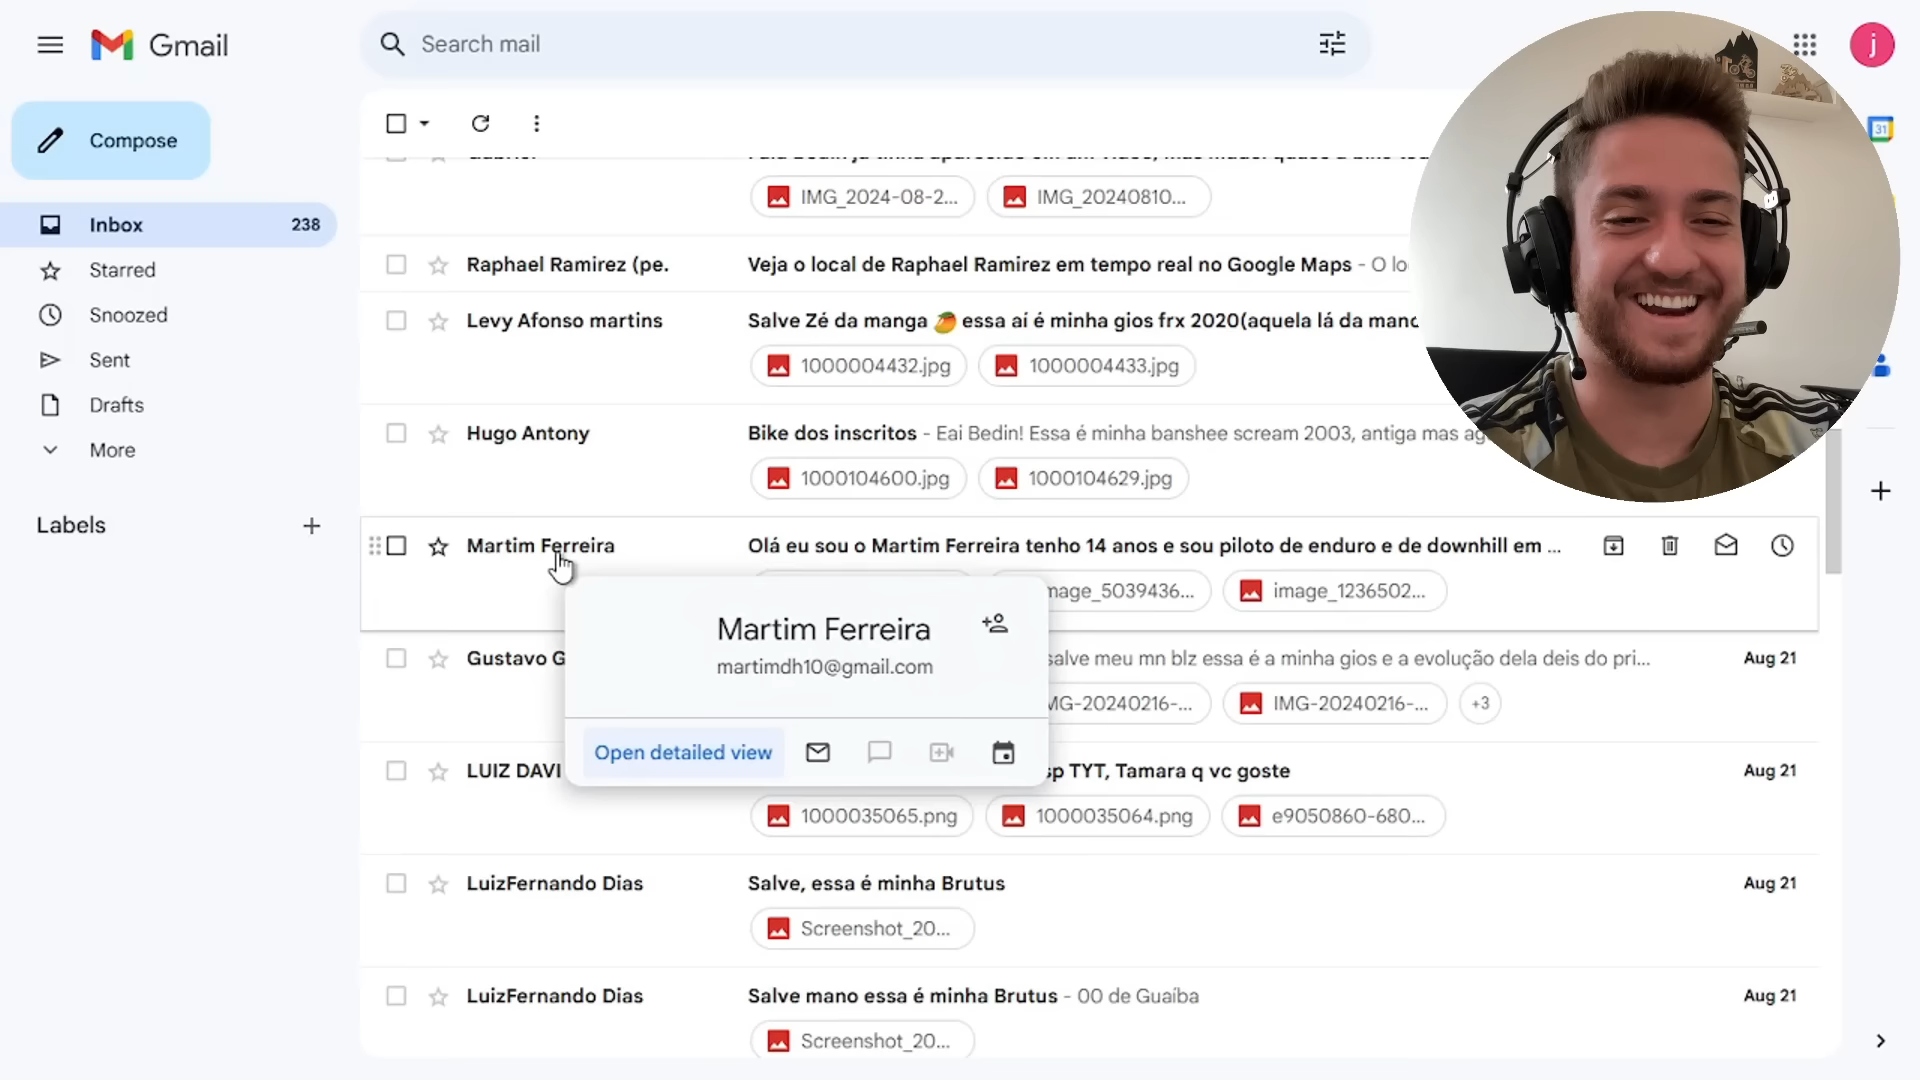 Gmail
Search mail
j
Compose
Inbox 238
Starred
Snoozed
Sent
Drafts
More
Labels
31
IMG_2024-08-2... IMG_20240810...
Raphael Ramirez (pe. Veja o local de Raphael Ramirez em tempo real no Google Maps - O lo
Levy Afonso martins Salve Zé da manga 🥭 essa aí é minha gios frx 2020(aquela lá da manc
1000004432.jpg 1000004433.jpg
Hugo Antony Bike dos inscritos - Eai Bedin! Essa é minha banshee scream 2003, antiga mas ag
1000104600.jpg 1000104629.jpg
Martim Ferreira Olá eu sou o Martim Ferreira tenho 14 anos e sou piloto de enduro e de downhill em ...
mage_5039436... image_1236502...
Martim Ferreira
martimdh10@gmail.com
Open detailed view
Gustavo G salve meu mn blz essa é a minha gios e a evolução dela deis do pri... Aug 21
MG-20240216-... IMG-20240216-... +3
LUIZ DAVI sp TYT, Tamara q vc goste Aug 21
1000035065.png 1000035064.png e9050860-680...
LuizFernando Dias Salve, essa é minha Brutus Aug 21
Screenshot_20...
LuizFernando Dias Salve mano essa é minha Brutus - 00 de Guaíba Aug 21
Screenshot_20...